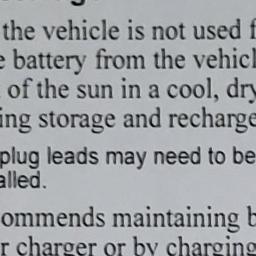 the vehicle is not used f
e battery from the vehicl
of the sun in a cool, dry
ing storage and recharge
plug leads may need to be
alled.
ommends maintaining b
r charger or by charging